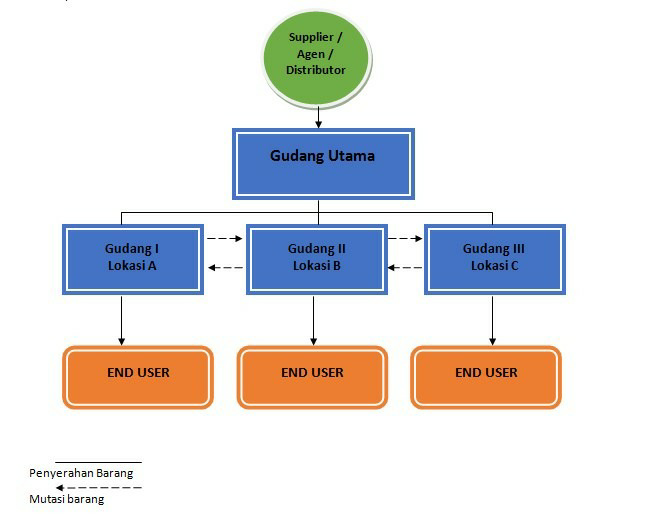 Supplier /
Agen /
Distributor
Gudang Utama
Gudang I
Lokasi A
Gudang II
Lokasi B
Gudang III
Lokasi C
END USER
END USER
END USER
Penyerahan Barang
Mutasi barang